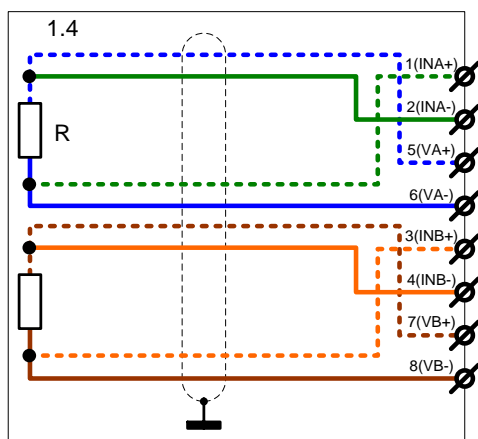 1.4
1(INA+)
2(INA-)
R
5(VA+)
6(VA-)
3(INB+)
4(INB-)
7(VB+)
8(VB-)